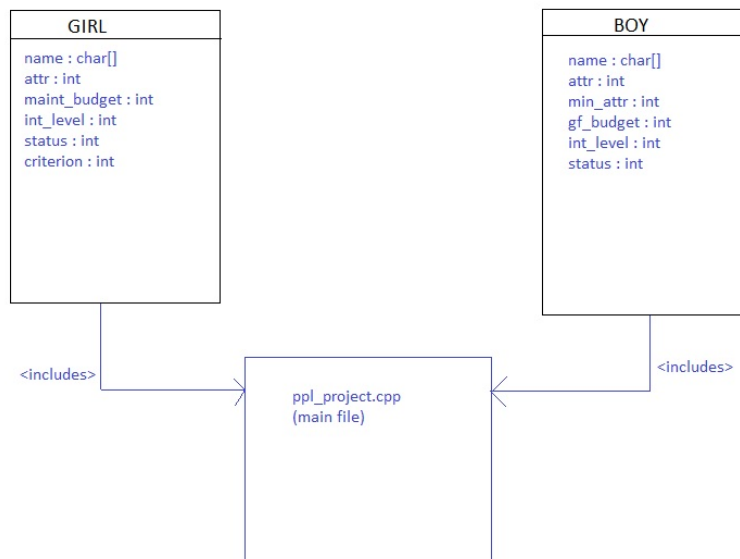 GIRL
name : char[]
attr : int
maint_budget : int
int_level : int
status : int
criterion : int
BOY
name : char[]
attr : int
min_attr : int
gf_budget : int
int_level : int
status : int
<includes>
<includes>
ppl_project.cpp
(main file)